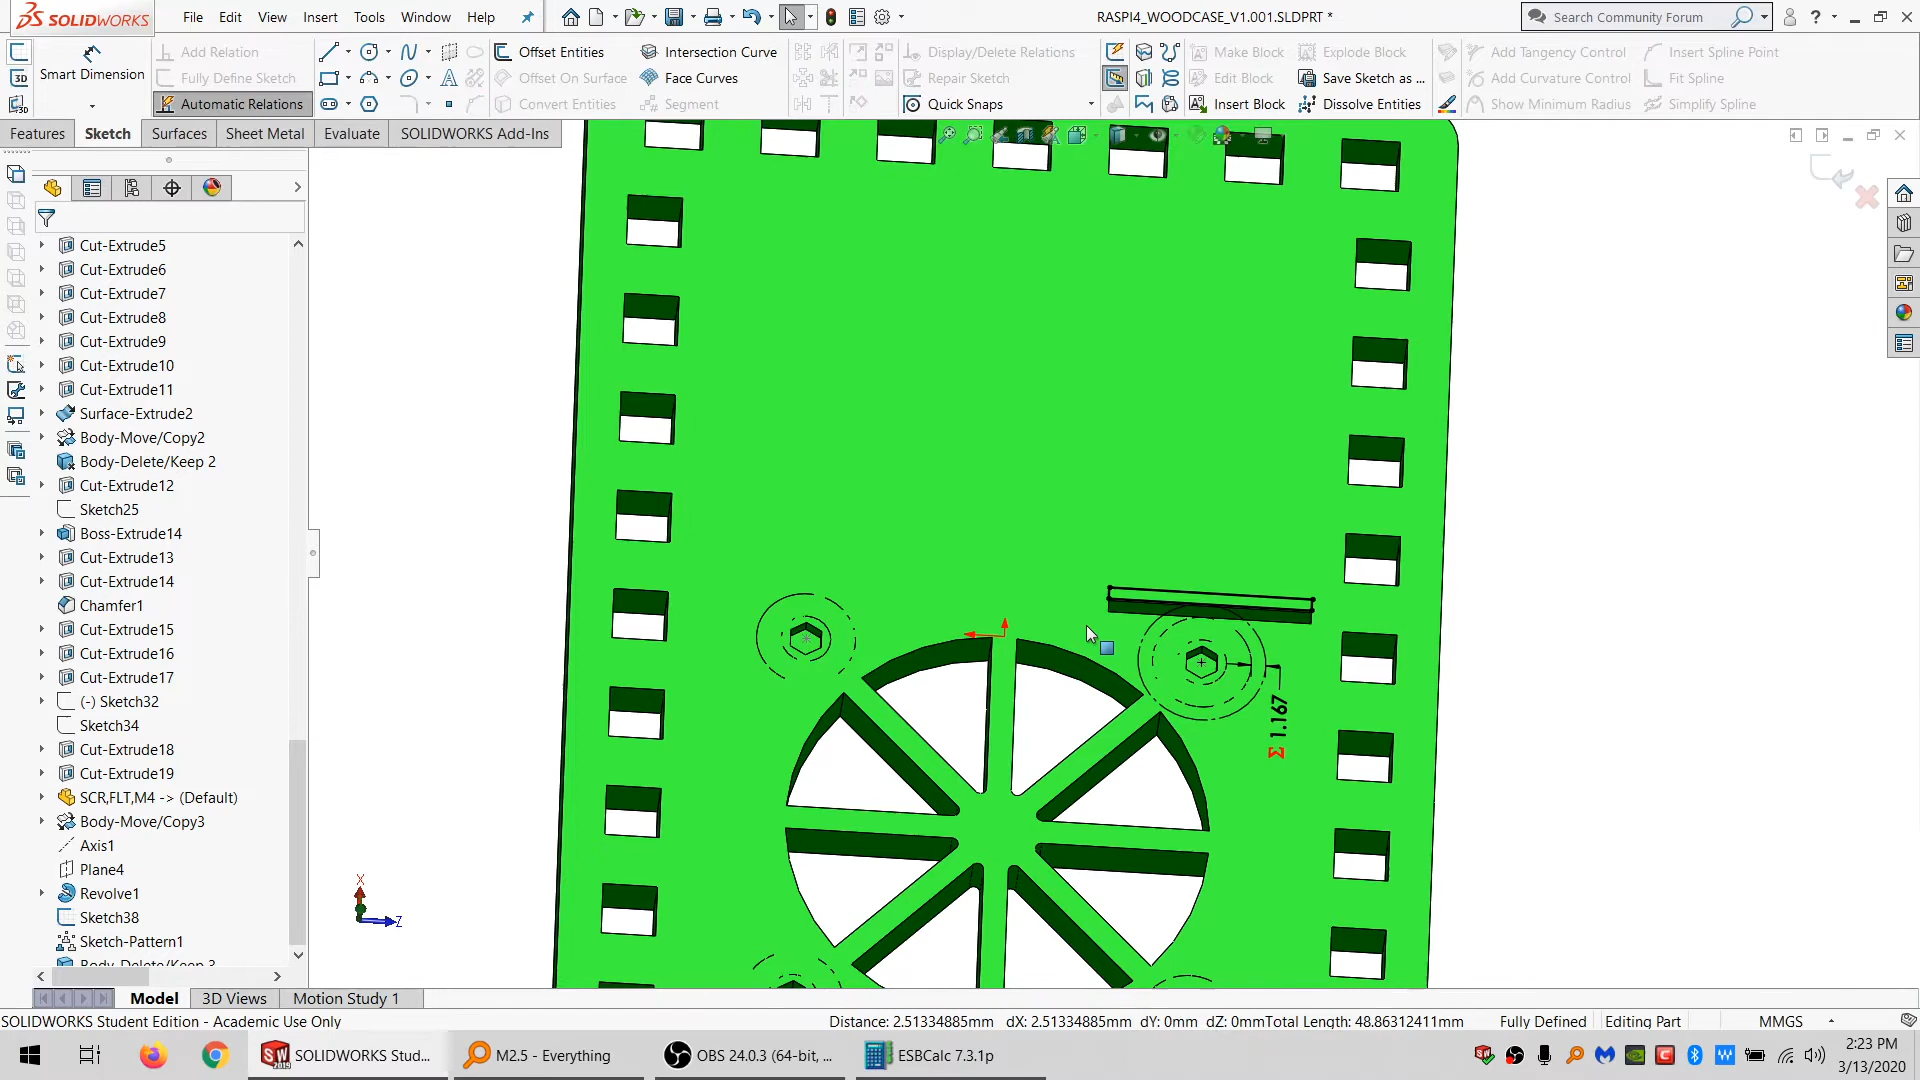 SOLIDWORKS File Edit View Insert Tools Window Help RASPI4_WOODCASE_V1.001.SLDPRT * Search Community Forum ?
Smart Dimension
Add Relation
Fully Define Sketch
Automatic Relations
Offset Entities
Offset On Surface
Convert Entities
Intersection Curve
Face Curves
Segment
Display/Delete Relations
Repair Sketch
Quick Snaps
Make Block
Edit Block
Insert Block
Explode Block
Save Sketch as ...
Dissolve Entities
Add Tangency Control
Add Curvature Control
Show Minimum Radius
Insert Spline Point
Fit Spline
Simplify Spline
Features Sketch Surfaces Sheet Metal Evaluate SOLIDWORKS Add-Ins
Cut-Extrude5
Cut-Extrude6
Cut-Extrude7
Cut-Extrude8
Cut-Extrude9
Cut-Extrude10
Cut-Extrude11
Surface-Extrude2
Body-Move/Copy2
Body-Delete/Keep 2
Cut-Extrude12
Sketch25
Boss-Extrude14
Cut-Extrude13
Cut-Extrude14
Chamfer1
Cut-Extrude15
Cut-Extrude16
Cut-Extrude17
(-) Sketch32
Sketch34
Cut-Extrude18
Cut-Extrude19
SCR,FLT,M4 -> (Default)
Body-Move/Copy3
Axis1
Plane4
Revolve1
Sketch38
Sketch-Pattern1
Body-Delete/Keep 3
Σ 1.167
X
Z
Model 3D Views Motion Study 1
SOLIDWORKS Student Edition - Academic Use Only Distance: 2.51334885mm dX: 2.51334885mm dY: 0mm dZ: 0mmTotal Length: 48.86312411mm Fully Defined Editing Part MMGS
SOLIDWORKS Stud... M2.5 - Everything OBS 24.0.3 (64-bit, ... ESBCalc 7.3.1p
2:23 PM
3/13/2020